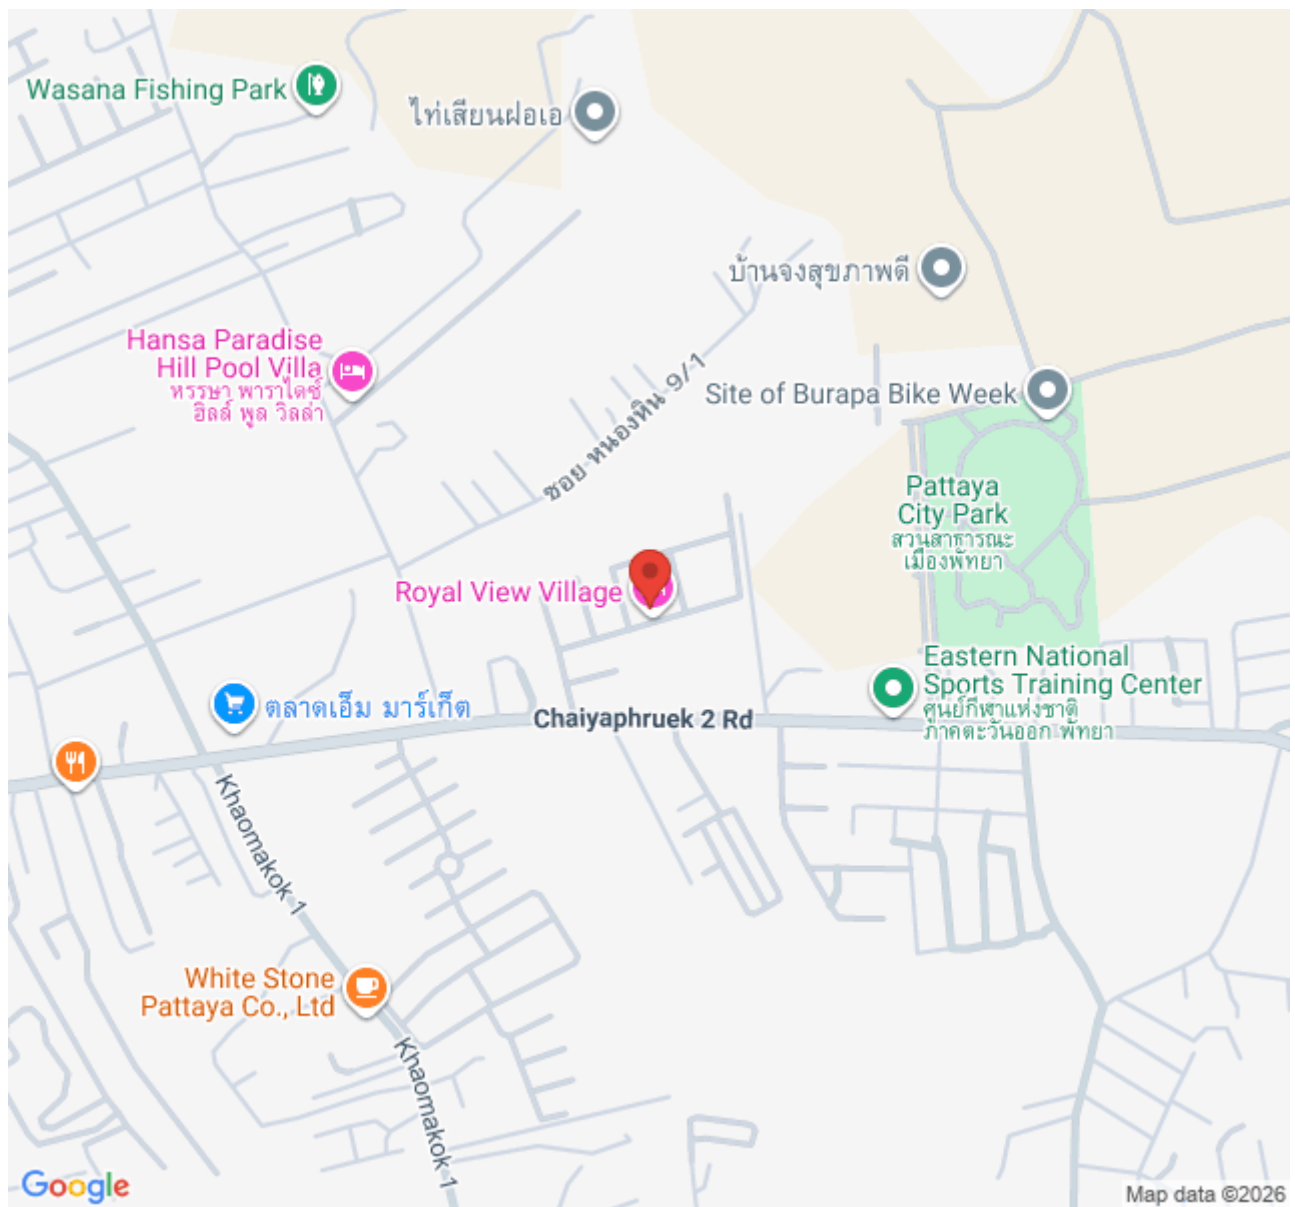 Wasana Fishing Park
ไท่เสียนฝอเอ
บ้านจงสุขภาพดี
Hansa Paradise
Hill Pool Villa
หรรษา พาราไดซ์
ฮิลล์ พูล วิลล่า
ซอย หนองหิน 9/1
Site of Burapa Bike Week
Pattaya
City Park
สวนสาธารณะ
เมืองพัทยา
Royal View Village
Eastern National
Sports Training Center
ศูนย์กีฬาแห่งชาติ
ภาคตะวันออก พัทยา
ตลาดเอ็ม มาร์เก็ต
Chaiyaphruek 2 Rd
Khaomakok 1
White Stone
Pattaya Co., Ltd
Khaomakok 1
Google
Map data ©2026